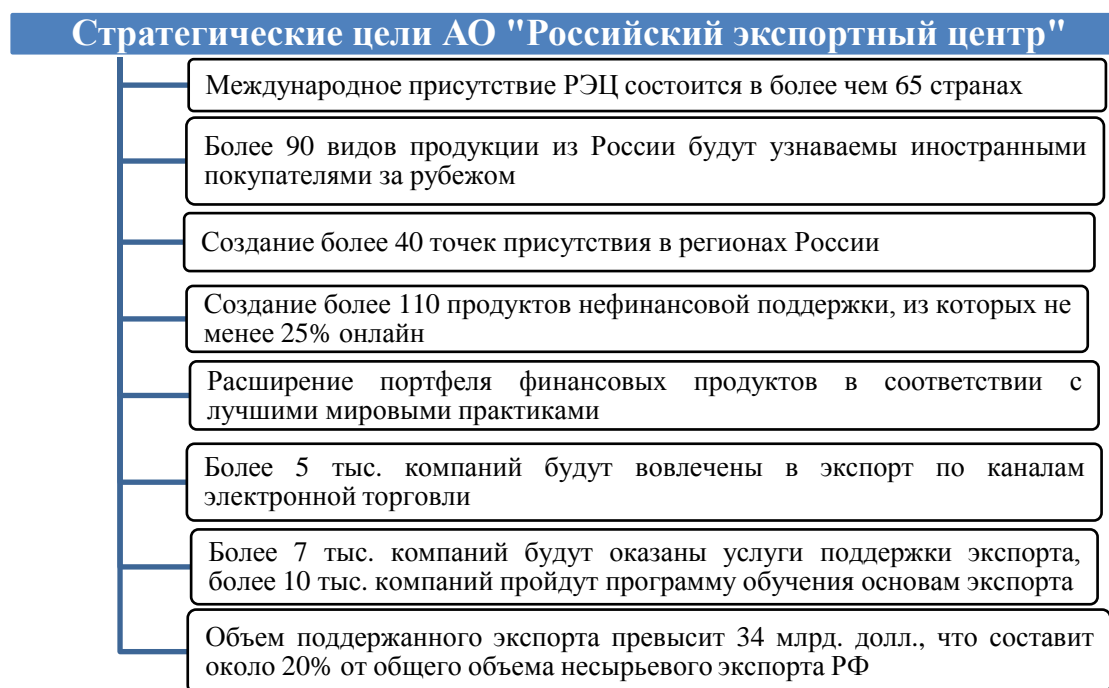 Стратегические цели АО "Российский экспортный центр"
Международное присутствие РЭЦ состоится в более чем 65 странах
Более 90 видов продукции из России будут узнаваемы иностранными
покупателями за рубежом
Создание более 40 точек присутствия в регионах России
Создание более 110 продуктов нефинансовой поддержки, из которых не
менее 25% онлайн
Расширение портфеля финансовых продуктов в соответствии с
лучшими мировыми практиками
Более 5 тыс. компаний будут вовлечены в экспорт по каналам
электронной торговли
Более 7 тыс. компаний будут оказаны услуги поддержки экспорта,
более 10 тыс. компаний пройдут программу обучения основам экспорта
Объем поддержанного экспорта превысит 34 млрд. долл., что составит
около 20% от общего объема несырьевого экспорта РФ